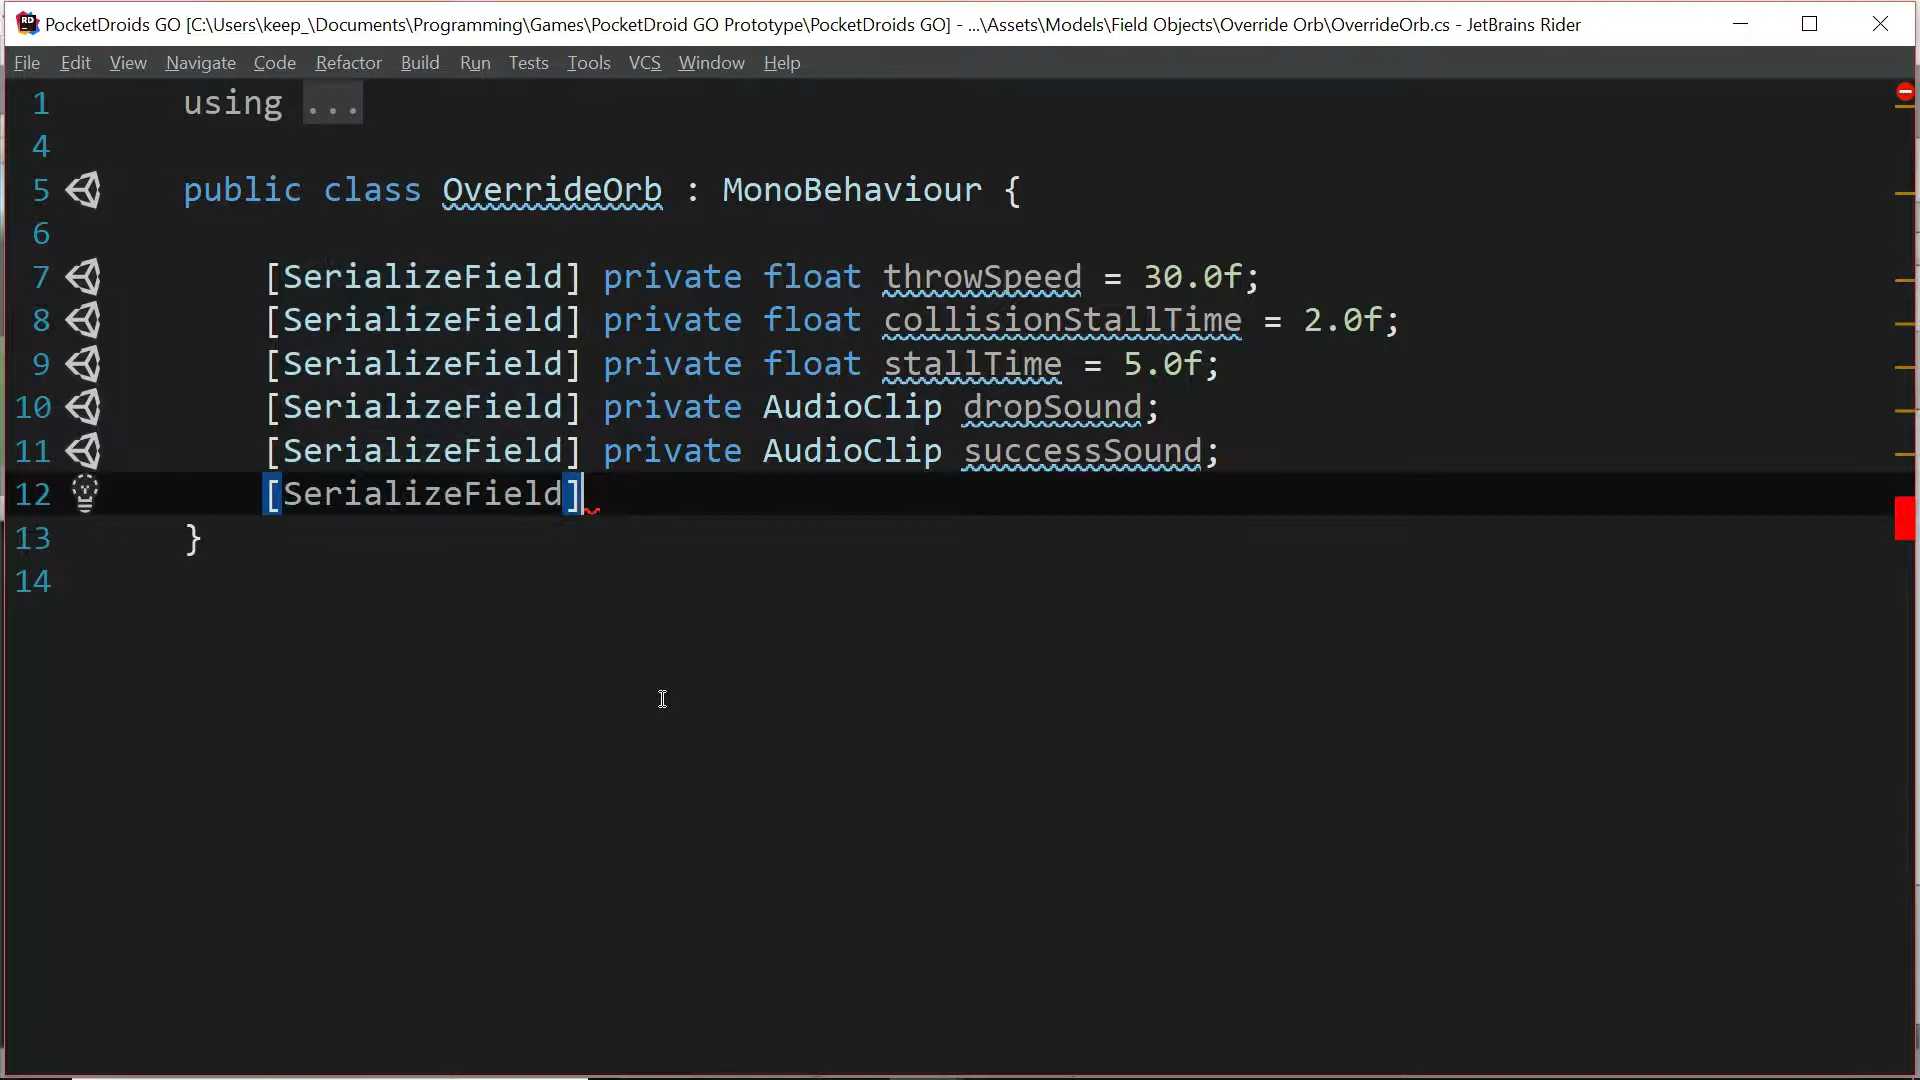 PocketDroids GO [C:\Users\keep_\Documents\Programming\Games\PocketDroid GO Prototype\PocketDroids GO] - ...\Assets\Models\Field Objects\Override Orb\OverrideOrb.cs - JetBrains Rider
File Edit View Navigate Code Refactor Build Run Tests Tools VCS Window Help
1 using ...
4
5 public class OverrideOrb : MonoBehaviour {
6
7 [SerializeField] private float throwSpeed = 30.0f;
8 [SerializeField] private float collisionStallTime = 2.0f;
9 [SerializeField] private float stallTime = 5.0f;
10 [SerializeField] private AudioClip dropSound;
11 [SerializeField] private AudioClip successSound;
12 [SerializeField]
13 }
14